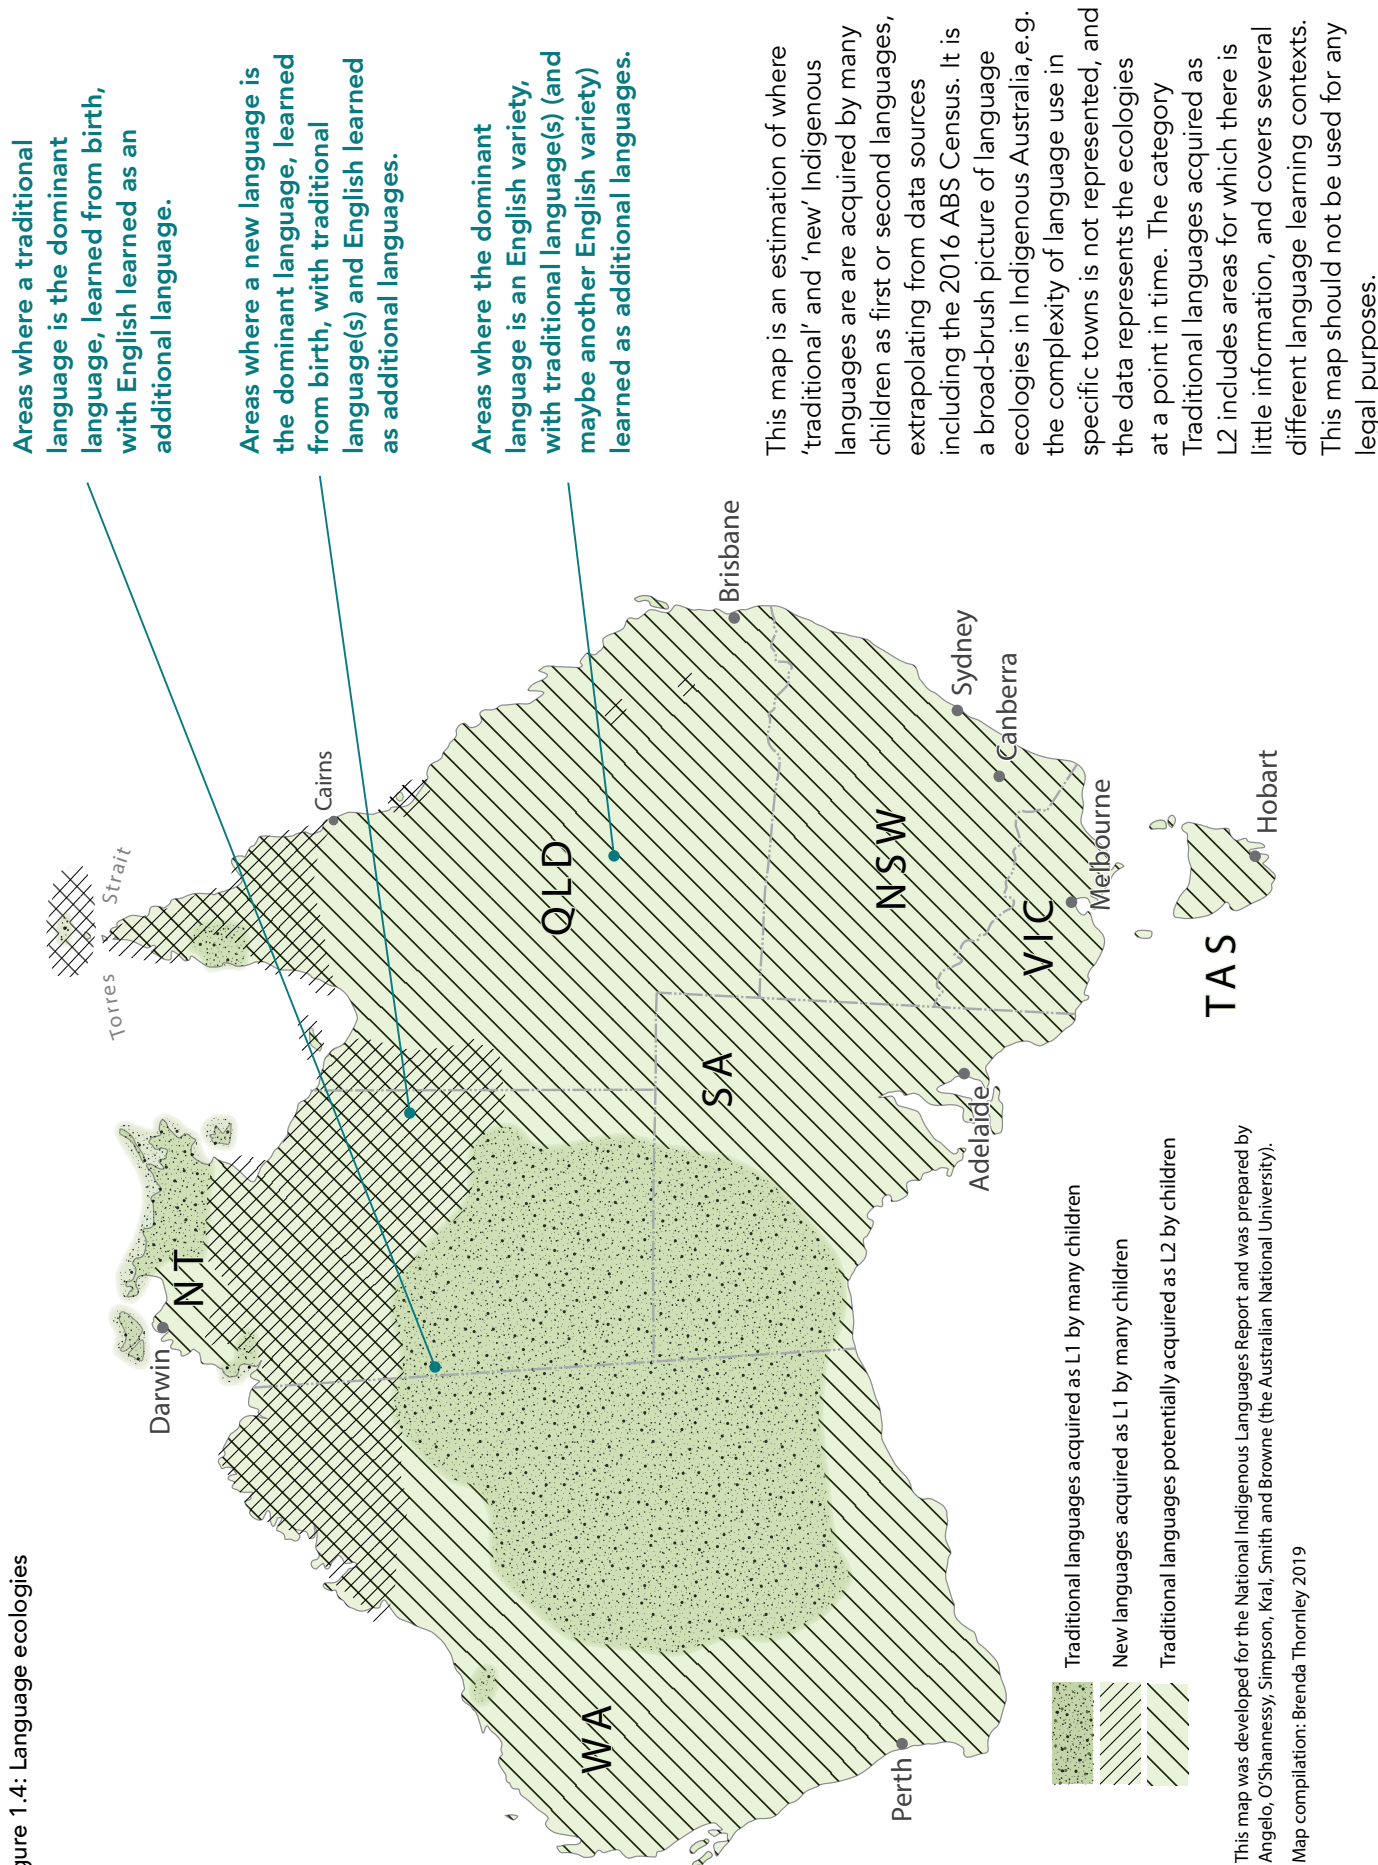 gure 1.4: Language ecologies
Areas where a traditional
language is the dominant
language, learned from birth,
with English learned as an
additional language.
Areas where a new language is
the dominant language, learned
from birth, with traditional
language(s) and English learned
as additional languages.
Areas where the dominant
language is an English variety,
with traditional language(s) (and
maybe another English variety)
learned as additional languages.
This map is an estimation of where
‘traditional’ and ‘new’ Indigenous
languages are are acquired by many
children as first or second languages,
extrapolating from data sources
including the 2016 ABS Census. It is
a broad-brush picture of language
ecologies in Indigenous Australia,e.g.
the complexity of language use in
specific towns is not represented, and
the data represents the ecologies
at a point in time. The category
Traditional languages acquired as
L2 includes areas for which there is
little information, and covers several
different language learning contexts.
This map should not be used for any
legal purposes.
Torres Strait
Darwin
NT
Cairns
QLD
WA
SA
Brisbane
NSW
Perth
Adelaide
Sydney
Canberra
VIC
Melbourne
TAS
Hobart
Traditional languages acquired as L1 by many children
New languages acquired as L1 by many children
Traditional languages potentially acquired as L2 by children
This map was developed for the National Indigenous Languages Report and was prepared by
Angelo, O’Shannessy, Simpson, Kral, Smith and Browne (the Australian National University).
Map compilation: Brenda Thornley 2019